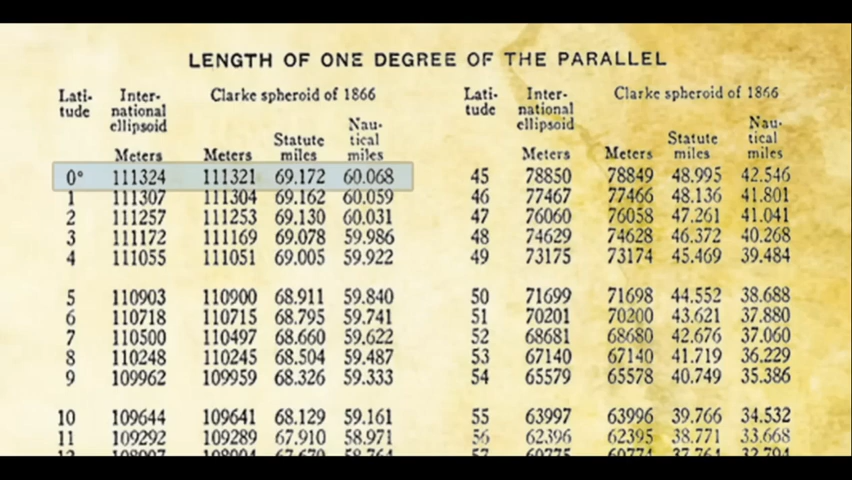 LENGTH OF ONE DEGREE OF THE PARALLEL
Lati- Inter- Clarke spheroid of 1866 Lati- Inter- Clarke spheroid of 1866
tude national tude national
ellipsoid Statute Nau- ellipsoid Statute Nau-
tical tical
Meters Meters miles miles Meters Meters miles miles
0° 111324 111321 69.172 60.068 45 78850 78849 48.995 42.546
1 111307 111304 69.162 60.059 46 77467 77466 48.136 41.801
2 111257 111253 69.130 60.031 47 76060 76058 47.261 41.041
3 111172 111169 69.078 59.986 48 74629 74628 46.372 40.268
4 111055 111051 69.005 59.922 49 73175 73174 45.469 39.484
5 110903 110900 68.911 59.840 50 71699 71698 44.552 38.688
6 110718 110715 68.795 59.741 51 70201 70200 43.621 37.880
7 110500 110497 68.660 59.622 52 68681 68680 42.676 37.060
8 110248 110245 68.504 59.487 53 67140 67140 41.719 36.229
9 109962 109959 68.326 59.333 54 65579 65578 40.749 35.386
10 109644 109641 68.129 59.161 55 63997 63996 39.766 34.532
11 109292 109289 67.910 58.971 56 62396 62395 38.771 33.668